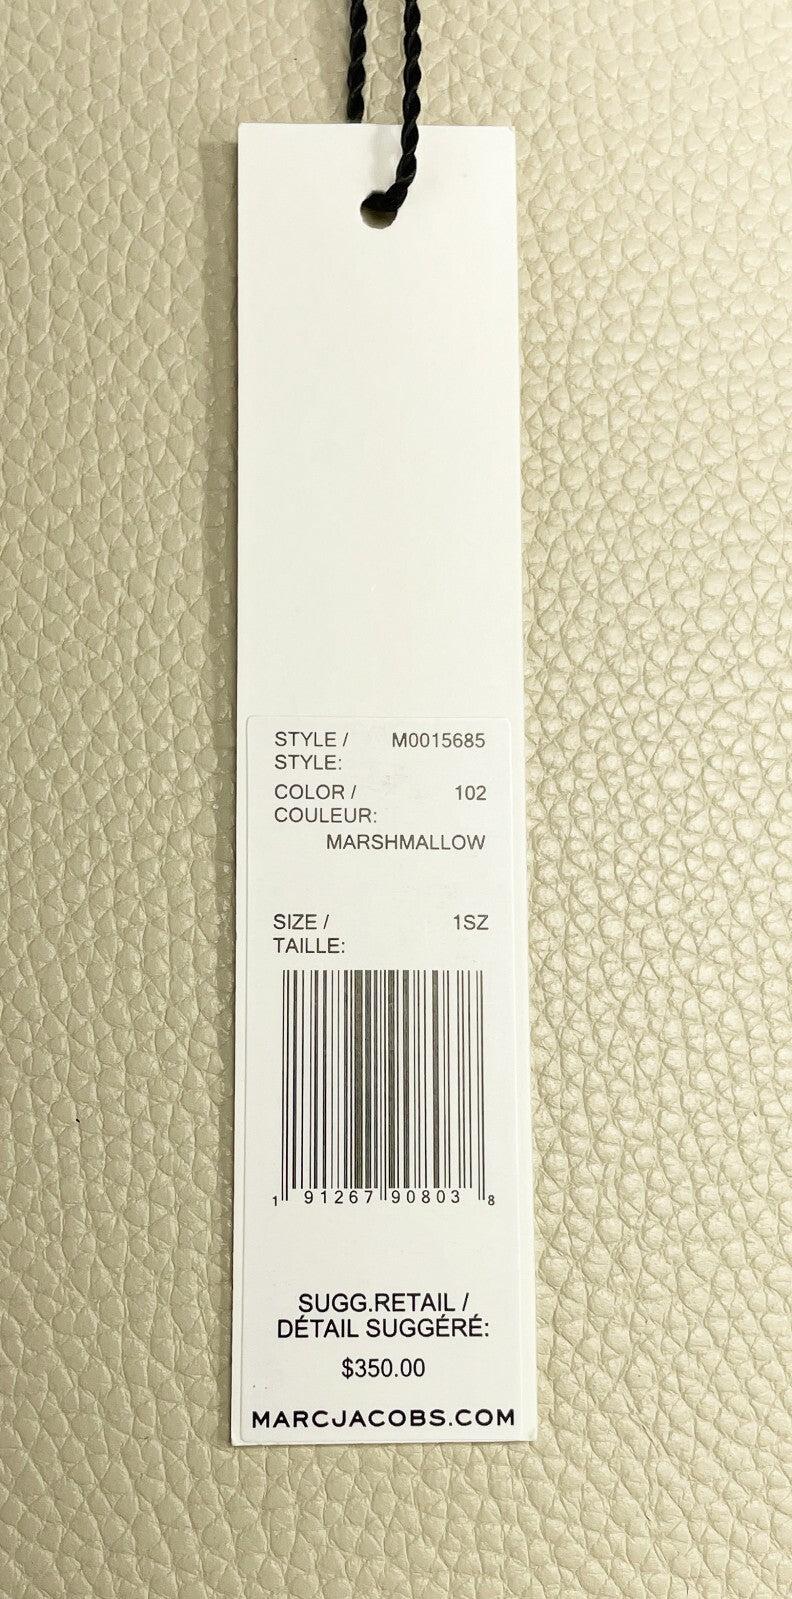 STYLE / M0015685
STYLE:
COLOR / 102
COULEUR:
MARSHMALLOW
SIZE / 1SZ
TAILLE:
1 91267 90803 8
SUGG.RETAIL /
DÉTAIL SUGGÉRÉ:
$350.00
MARCJACOBS.COM